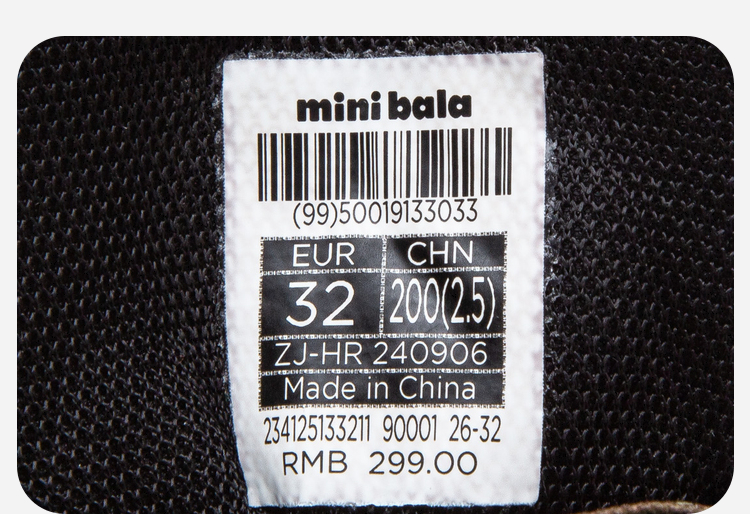 mini bala
(99)50019133033
EUR CHN
32 200(2.5)
ZJ-HR 240906
Made in China
234125133211 90001 26-32
RMB 299.00